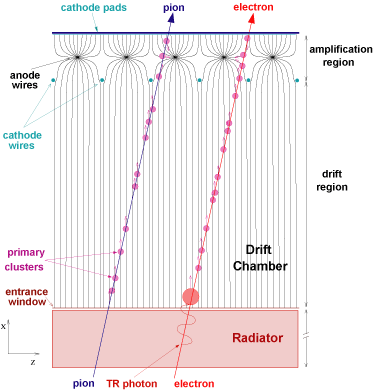 cathode pads
pion
electron
amplification
region
anode
wires
cathode
wires
drift
region
primary
clusters
Drift
Chamber
entrance
window
Radiator
x
z
pion
TR photon
electron